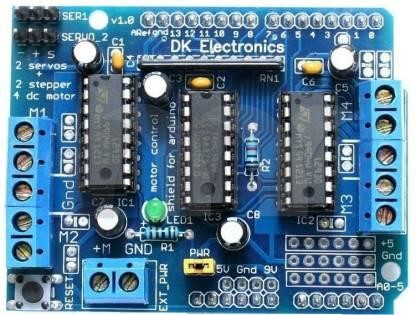 SER1
v1.0
ARefand 13 12 11 10 9 8 7 6 5 4 3 2 1 0
SERVO_2
- + S
DK Electronics
C1
C4
C3
C2
RN1
C6
C5
2 servos
+
2 stepper
4 dc motor
M1
M4
Gnd
motor control
shield for arduino
R2
C7
IC1
IC3
IC2
LED1
C8
M3
M2
R1
+M
GND
PWR
+5
Gnd
5V Gnd 9V
A0-5
RESET
EXT_PWR